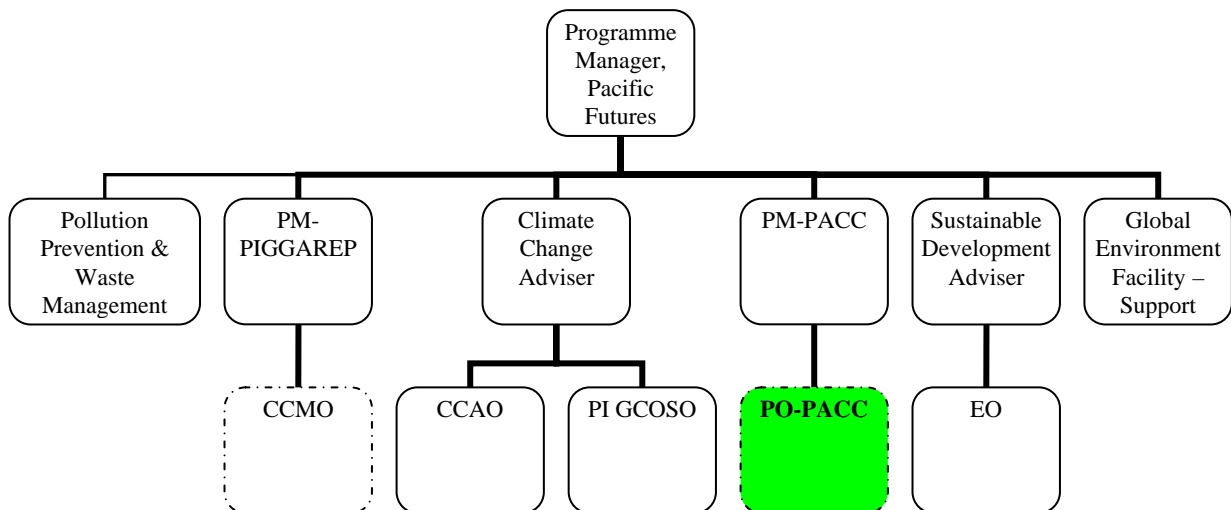 Programme
Manager,
Pacific
Futures
Pollution
Prevention &
Waste
Management
PM-
PIGGAREP
Climate
Change
Adviser
PM-PACC
Sustainable
Development
Adviser
Global
Environment
Facility –
Support
CCMO
CCAO
PI GCOSO
PO-PACC
EO